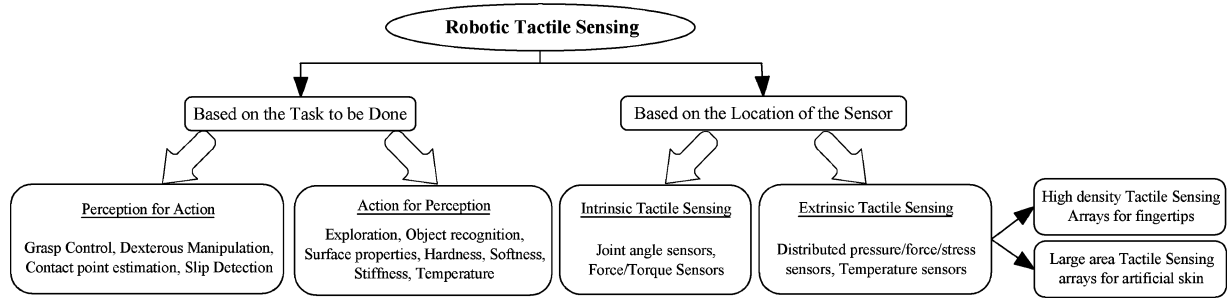 Robotic Tactile Sensing
Based on the Task to be Done
Based on the Location of the Sensor
Perception for Action
Grasp Control, Dexterous Manipulation,
Contact point estimation, Slip Detection
Action for Perception
Exploration, Object recognition,
Surface properties, Hardness, Softness,
Stiffness, Temperature
Intrinsic Tactile Sensing
Joint angle sensors,
Force/Torque Sensors
Extrinsic Tactile Sensing
Distributed pressure/force/stress
sensors, Temperature sensors
High density Tactile Sensing
Arrays for fingertips
Large area Tactile Sensing
arrays for artificial skin